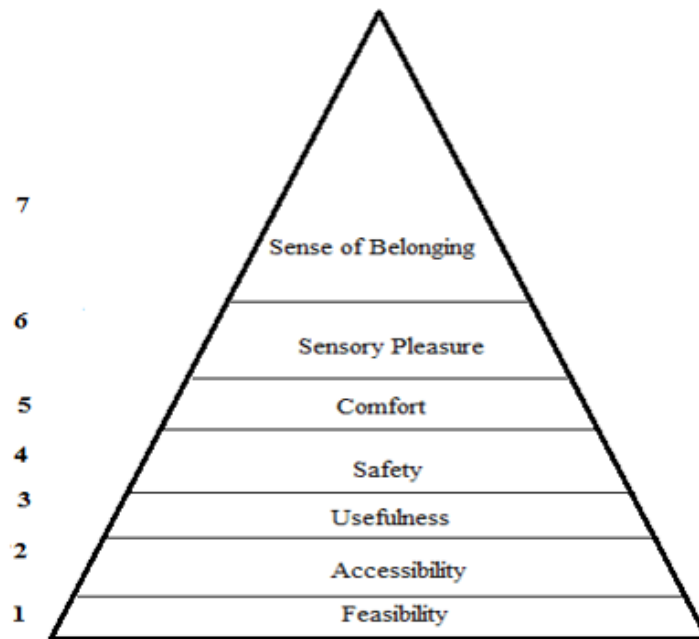 7
Sense of Belonging
6
Sensory Pleasure
5
Comfort
4
Safety
3
Usefulness
2
Accessibility
1
Feasibility